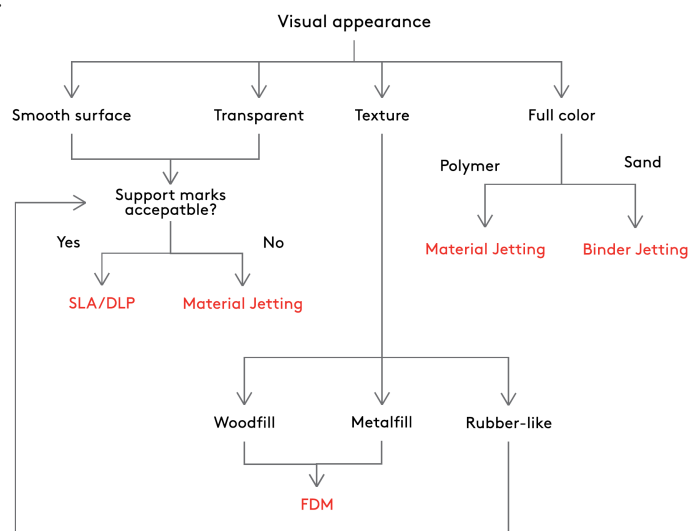 Visual appearance
Smooth surface
Transparent
Texture
Full color
Polymer
Sand
Support marks
accepatble?
Yes
No
Material Jetting
Binder Jetting
SLA/DLP
Material Jetting
Woodfill
Metalfill
Rubber-like
FDM